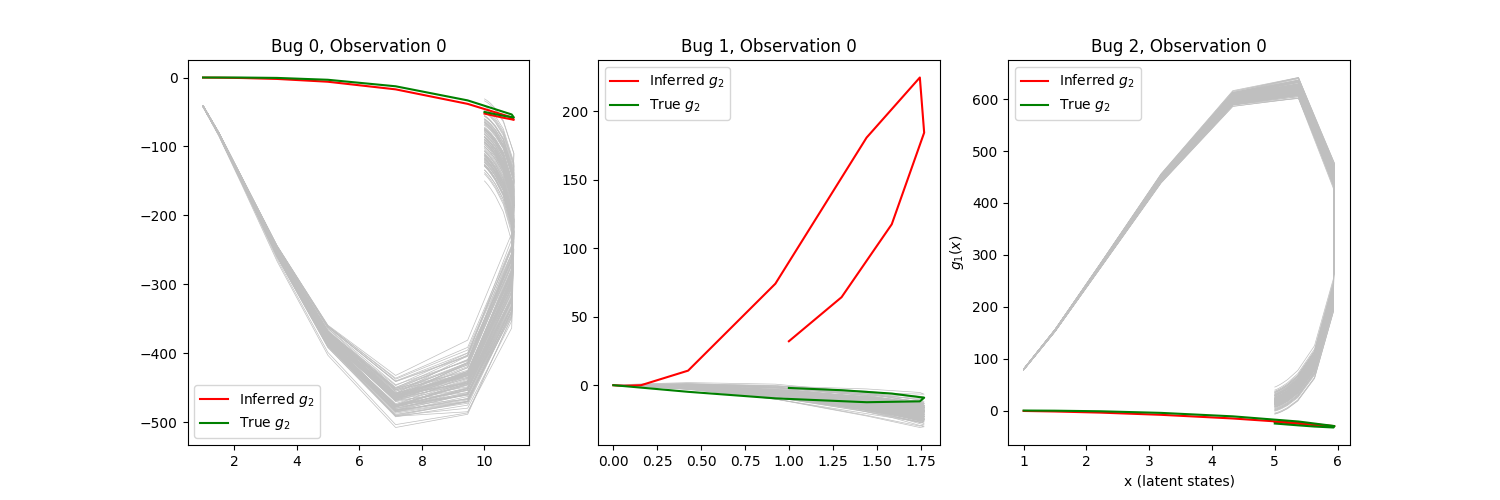 Bug 0, Observation 0
0
−100
−200
−300
−400
−500
Inferred g₂
True g₂
2 4 6 8 10
Bug 1, Observation 0
Inferred g₂
True g₂
200
150
100
50
0
0.00 0.25 0.50 0.75 1.00 1.25 1.50 1.75
Bug 2, Observation 0
Inferred g₂
True g₂
600
500
400
300
200
100
0
g₁(x)
1 2 3 4 5 6
x (latent states)